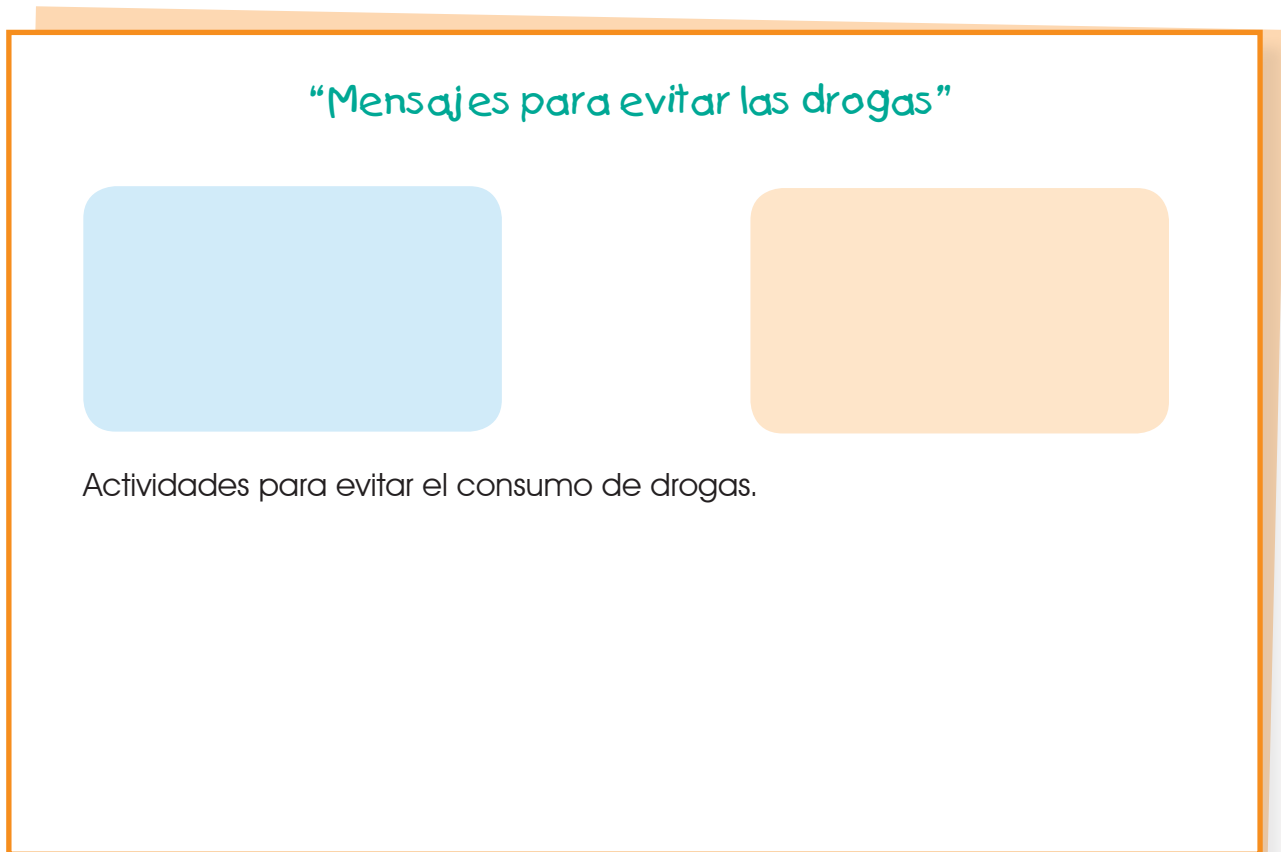 “Mensajes para evitar las drogas”
Actividades para evitar el consumo de drogas.